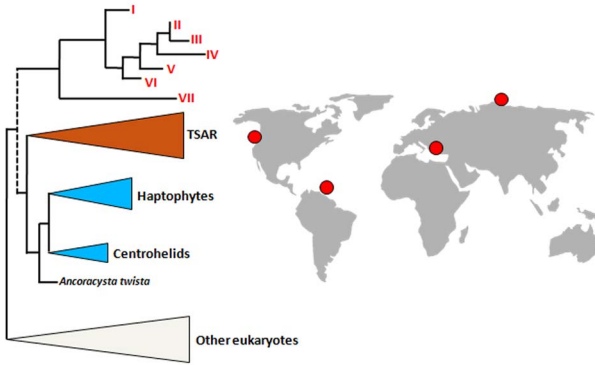 I
II
III
IV
V
VI
VII
TSAR
Haptophytes
Centrohelids
Ancoracysta twista
Other eukaryotes